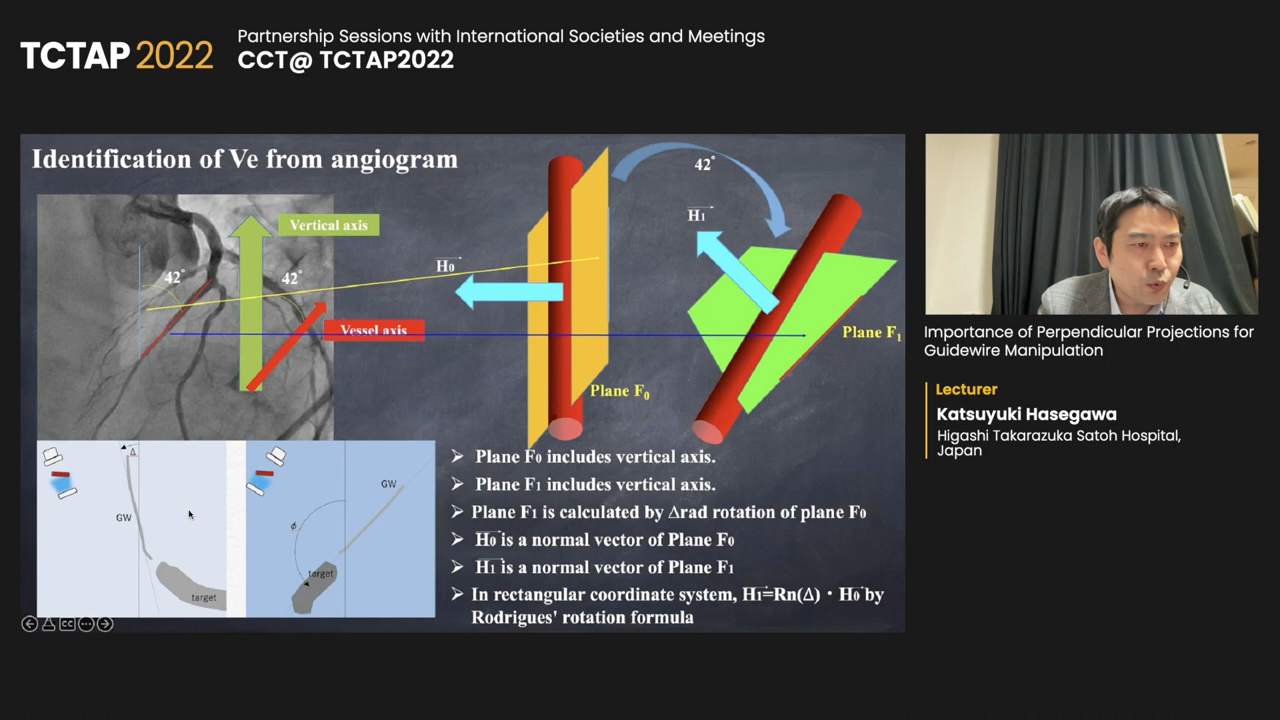 TCTAP 2022
Partnership Sessions with International Societies and Meetings
CCT@ TCTAP2022
Identification of Ve from angiogram
Vertical axis
42°
42°
Vessel axis
H₀
Plane F₀
42°
H₁
Plane F₁
Δ
GW
target
GW
ϕ
target
➢ Plane F₀ includes vertical axis.
➢ Plane F₁ includes vertical axis.
➢ Plane F₁ is calculated by Δrad rotation of plane F₀
➢ H₀ is a normal vector of Plane F₀
➢ H₁ is a normal vector of Plane F₁
➢ In rectangular coordinate system, H₁=Rn(Δ)・H₀ by
Rodrigues' rotation formula
CC
Importance of Perpendicular Projections for
Guidewire Manipulation
Lecturer
Katsuyuki Hasegawa
Higashi Takarazuka Satoh Hospital,
Japan